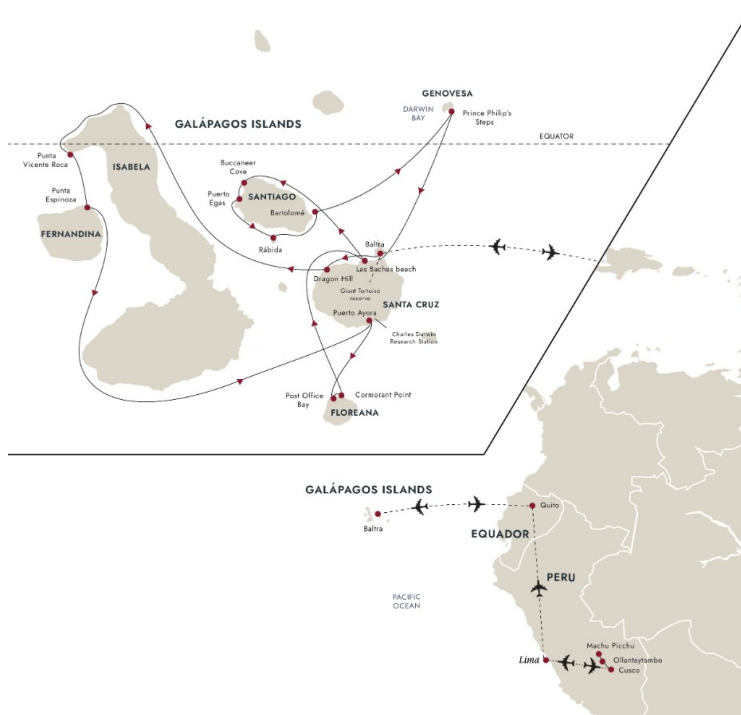 GENOVESA
DARWIN
BAY
Prince Philip's
Steps
GALÁPAGOS ISLANDS
EQUATOR
Punta
Vicente Roca
ISABELA
Buccaneer
Cove
Punta
Espinoza
Puerto
Egas
SANTIAGO
Bartolomé
FERNANDINA
Rábida
Baltra
Las Bachas beach
Dragon Hill
Giant Tortoise
reserve
SANTA CRUZ
Puerto Ayora
Charles Darwin
Research Station
Post Office
Bay
Cormorant Point
FLOREANA
GALÁPAGOS ISLANDS
Baltra
Quito
EQUADOR
PERU
PACIFIC
OCEAN
Machu Picchu
Lima
Ollantaytambo
Cusco